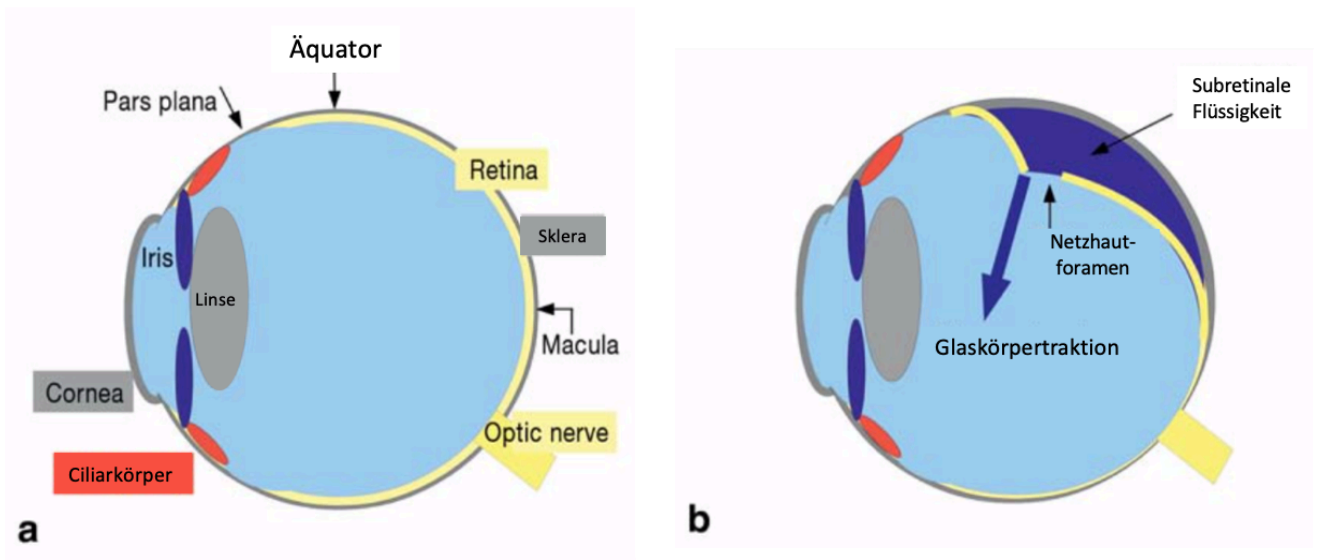 Äquator
Pars plana
Retina
Sklera
Iris
Linse
Macula
Cornea
Optic nerve
Ciliarkörper
a
Subretinale
Flüssigkeit
Netzhaut-
foramen
Glaskörpertraktion
b